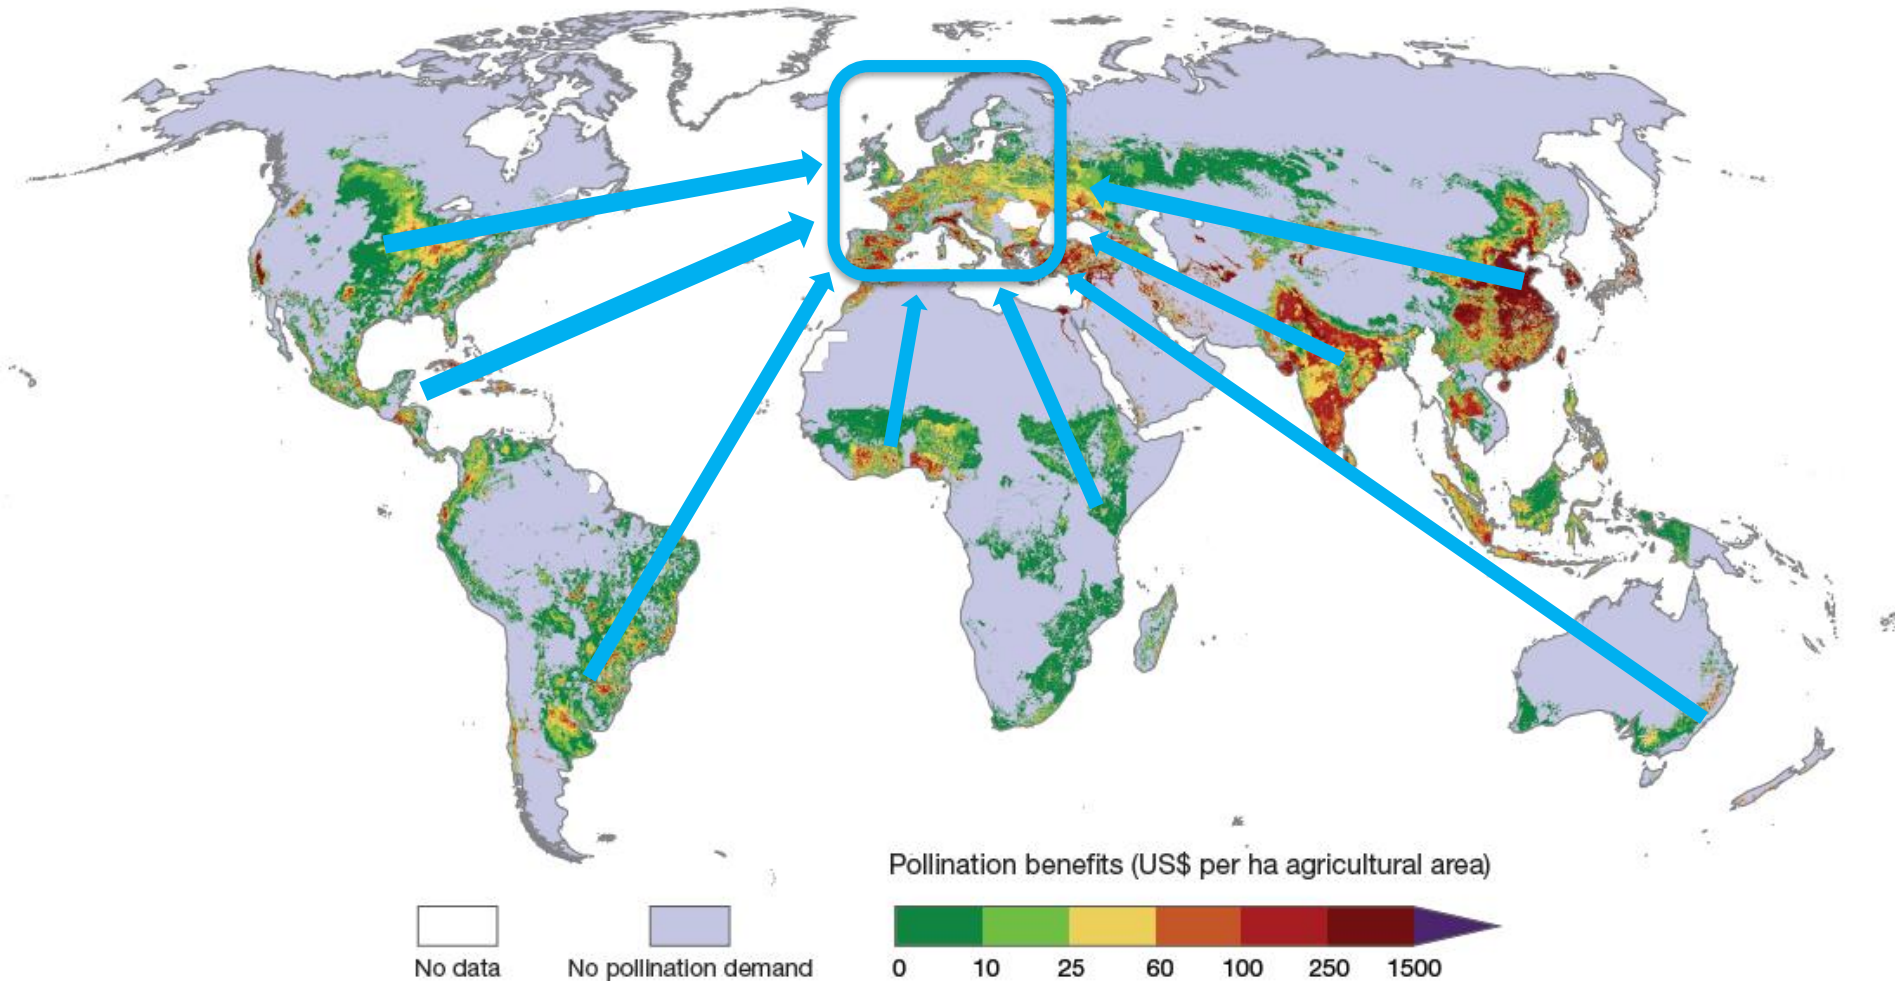 Pollination benefits (US$ per ha agricultural area)
No data
No pollination demand
0 10 25 60 100 250 1500